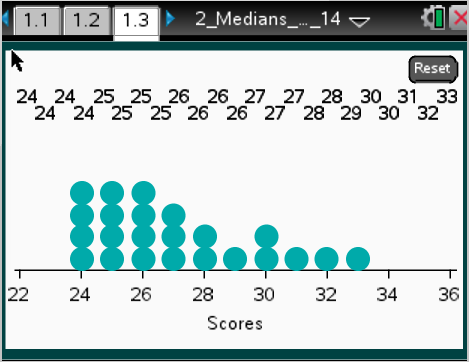 1.1 1.2 1.3 2_Medians_..._14
Reset
24 24 25 25 26 26 27 27 28 30 31 33
24 24 25 25 26 26 27 28 29 30 32
22 24 26 28 30 32 34 36
Scores